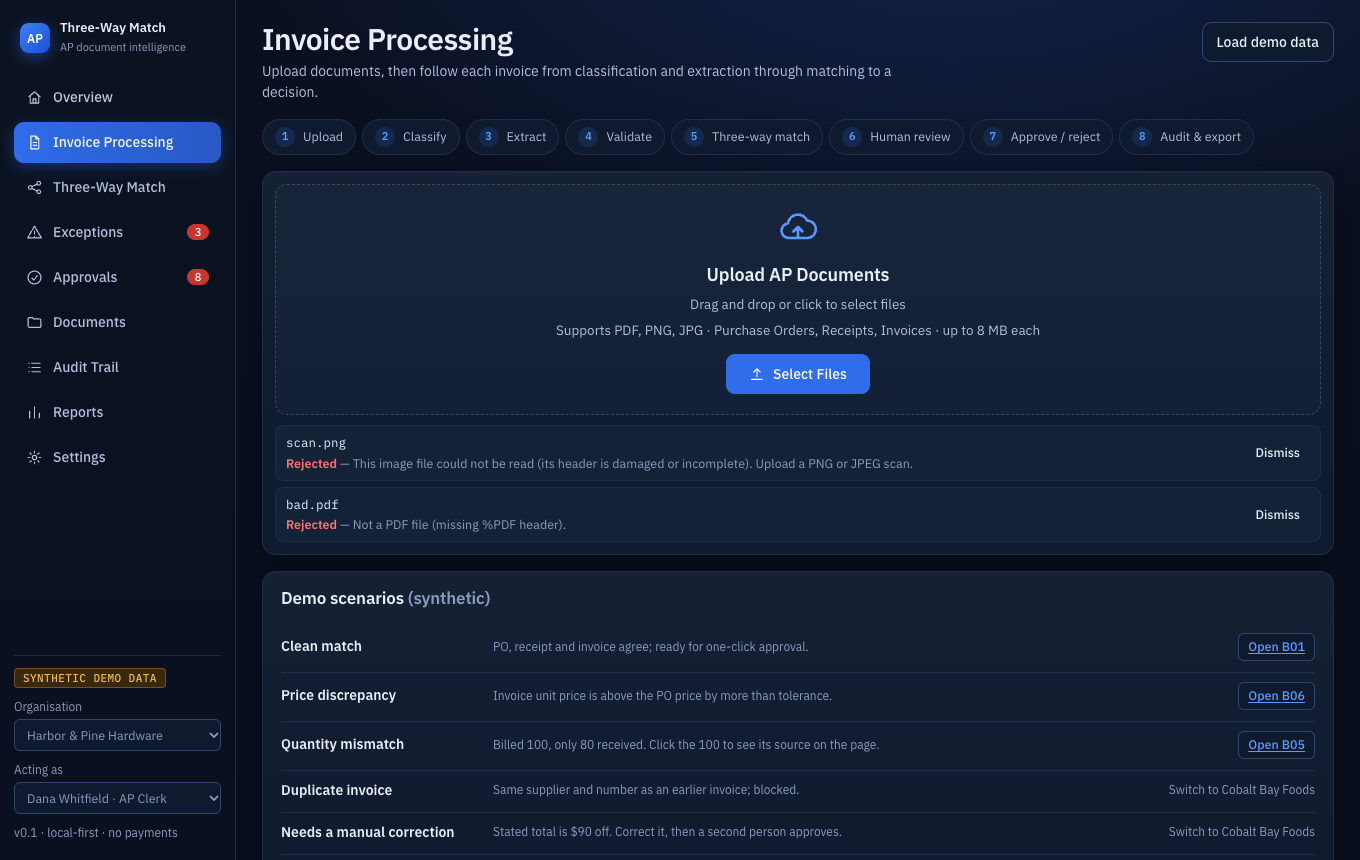 AP
Three-Way Match
AP document intelligence
Overview
Invoice Processing
Three-Way Match
Exceptions 3
Approvals 8
Documents
Audit Trail
Reports
Settings
SYNTHETIC DEMO DATA
Organisation
Harbor & Pine Hardware
Acting as
Dana Whitfield · AP Clerk
v0.1 · local-first · no payments
Invoice Processing
Load demo data
Upload documents, then follow each invoice from classification and extraction through matching to a
decision.
1 Upload 2 Classify 3 Extract 4 Validate 5 Three-way match 6 Human review 7 Approve / reject 8 Audit & export
Upload AP Documents
Drag and drop or click to select files
Supports PDF, PNG, JPG · Purchase Orders, Receipts, Invoices · up to 8 MB each
Select Files
scan.png
Rejected — This image file could not be read (its header is damaged or incomplete). Upload a PNG or JPEG scan.
Dismiss
bad.pdf
Rejected — Not a PDF file (missing %PDF header).
Dismiss
Demo scenarios (synthetic)
Clean match PO, receipt and invoice agree; ready for one-click approval. Open B01
Price discrepancy Invoice unit price is above the PO price by more than tolerance. Open B06
Quantity mismatch Billed 100, only 80 received. Click the 100 to see its source on the page. Open B05
Duplicate invoice Same supplier and number as an earlier invoice; blocked. Switch to Cobalt Bay Foods
Needs a manual correction Stated total is $90 off. Correct it, then a second person approves. Switch to Cobalt Bay Foods